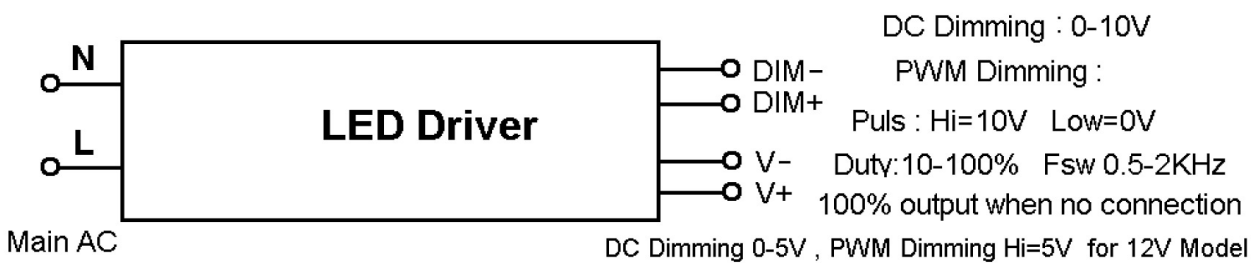 N
L
Main AC
LED Driver
DIM−
DIM+
V−
V+
DC Dimming : 0-10V
PWM Dimming :
Puls : Hi=10V Low=0V
Duty:10-100% Fsw 0.5-2KHz
100% output when no connection
DC Dimming 0-5V , PWM Dimming Hi=5V for 12V Model